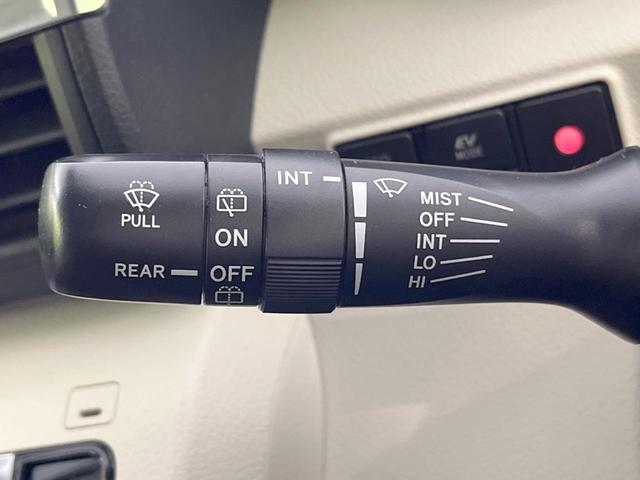 PULL
REAR
ON
OFF
INT
MIST
OFF
INT
LO
HI
EV
MODE